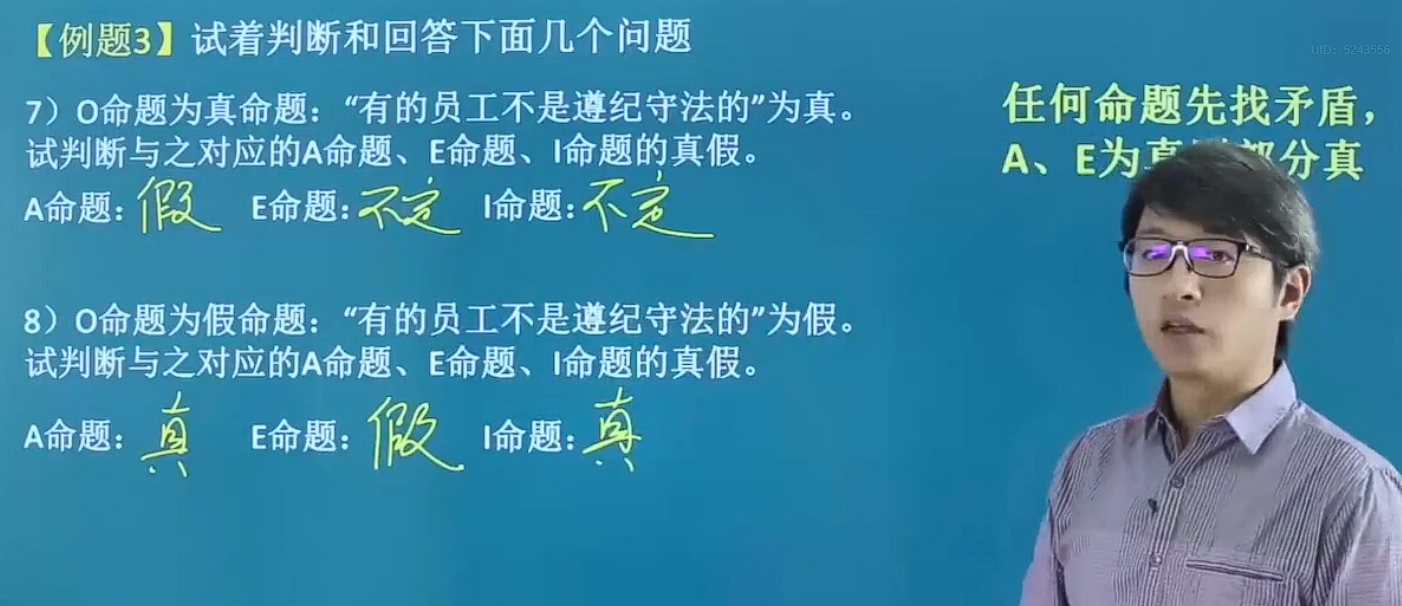 【例题3】试着判断和回答下面几个问题
UID: 5243556
7）O命题为真命题：“有的员工不是遵纪守法的”为真。
试判断与之对应的A命题、E命题、I命题的真假。
A命题：假 E命题：不定 I命题：不定
任何命题先找矛盾，
A、E为真 部分真
8）O命题为假命题：“有的员工不是遵纪守法的”为假。
试判断与之对应的A命题、E命题、I命题的真假。
A命题：真 E命题：假 I命题：真